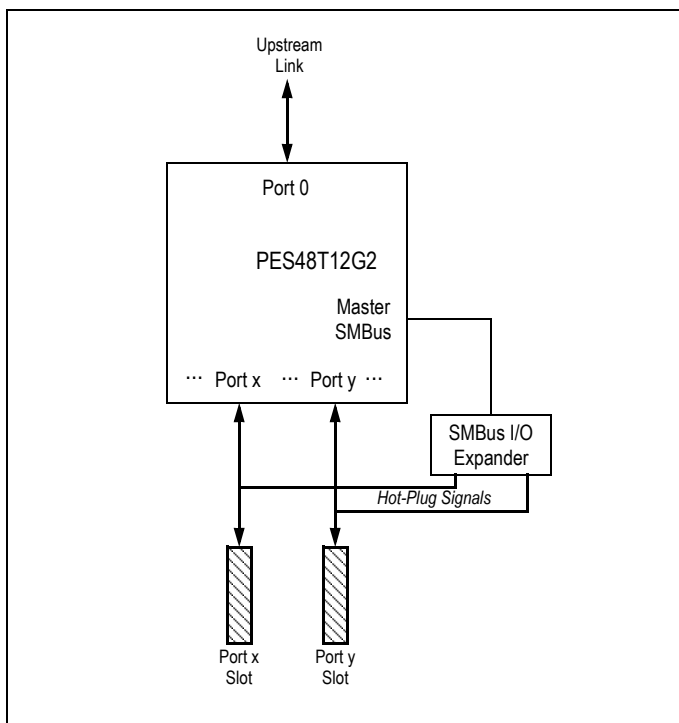 Upstream
Link
Port 0
PES48T12G2
Master
SMBus
... Port x ... Port y ...
SMBus I/O
Expander
Hot-Plug Signals
Port x
Slot
Port y
Slot